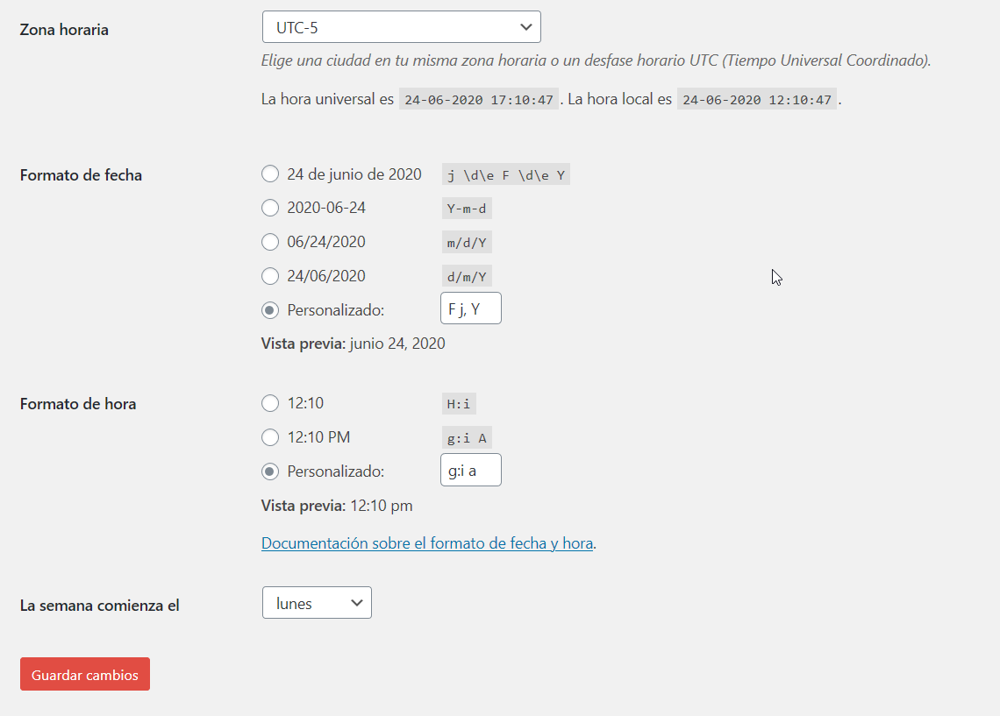 Zona horaria
UTC-5
Elige una ciudad en tu misma zona horaria o un desfase horario UTC (Tiempo Universal Coordinado).
La hora universal es 24-06-2020 17:10:47 . La hora local es 24-06-2020 12:10:47 .
Formato de fecha
24 de junio de 2020 j \d\e F \d\e Y
2020-06-24 Y-m-d
06/24/2020 m/d/Y
24/06/2020 d/m/Y
Personalizado: F j, Y
Vista previa: junio 24, 2020
Formato de hora
12:10 H:i
12:10 PM g:i A
Personalizado: g:i a
Vista previa: 12:10 pm
Documentación sobre el formato de fecha y hora.
La semana comienza el
lunes
Guardar cambios